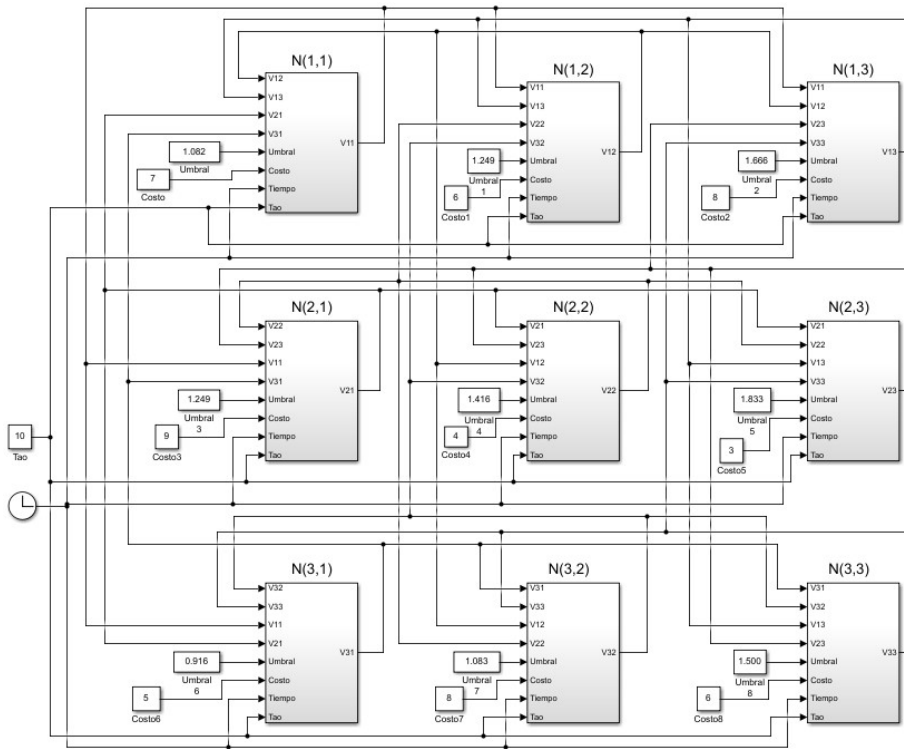 N(1,1)
V12
V13
V21
V31
Umbral
Costo
Tiempo
Tao
V11
1.082
Umbral
7
Costo
N(1,2)
V11
V13
V22
V32
Umbral
Costo
Tiempo
Tao
V12
1.249
Umbral
1
6
Costo1
N(1,3)
V11
V12
V23
V33
Umbral
Costo
Tiempo
Tao
V13
1.666
Umbral
2
8
Costo2
N(2,1)
V22
V23
V11
V31
Umbral
Costo
Tiempo
Tao
V21
1.249
Umbral
3
9
Costo3
N(2,2)
V21
V23
V12
V32
Umbral
Costo
Tiempo
Tao
V22
1.416
Umbral
4
4
Costo4
N(2,3)
V21
V22
V13
V33
Umbral
Costo
Tiempo
Tao
V23
1.833
Umbral
5
3
Costo5
10
Tao
N(3,1)
V32
V33
V11
V21
Umbral
Costo
Tiempo
Tao
V31
0.916
Umbral
6
5
Costo6
N(3,2)
V31
V33
V12
V22
Umbral
Costo
Tiempo
Tao
V32
1.083
Umbral
7
8
Costo7
N(3,3)
V31
V32
V13
V23
Umbral
Costo
Tiempo
Tao
V33
1.500
Umbral
8
6
Costo8